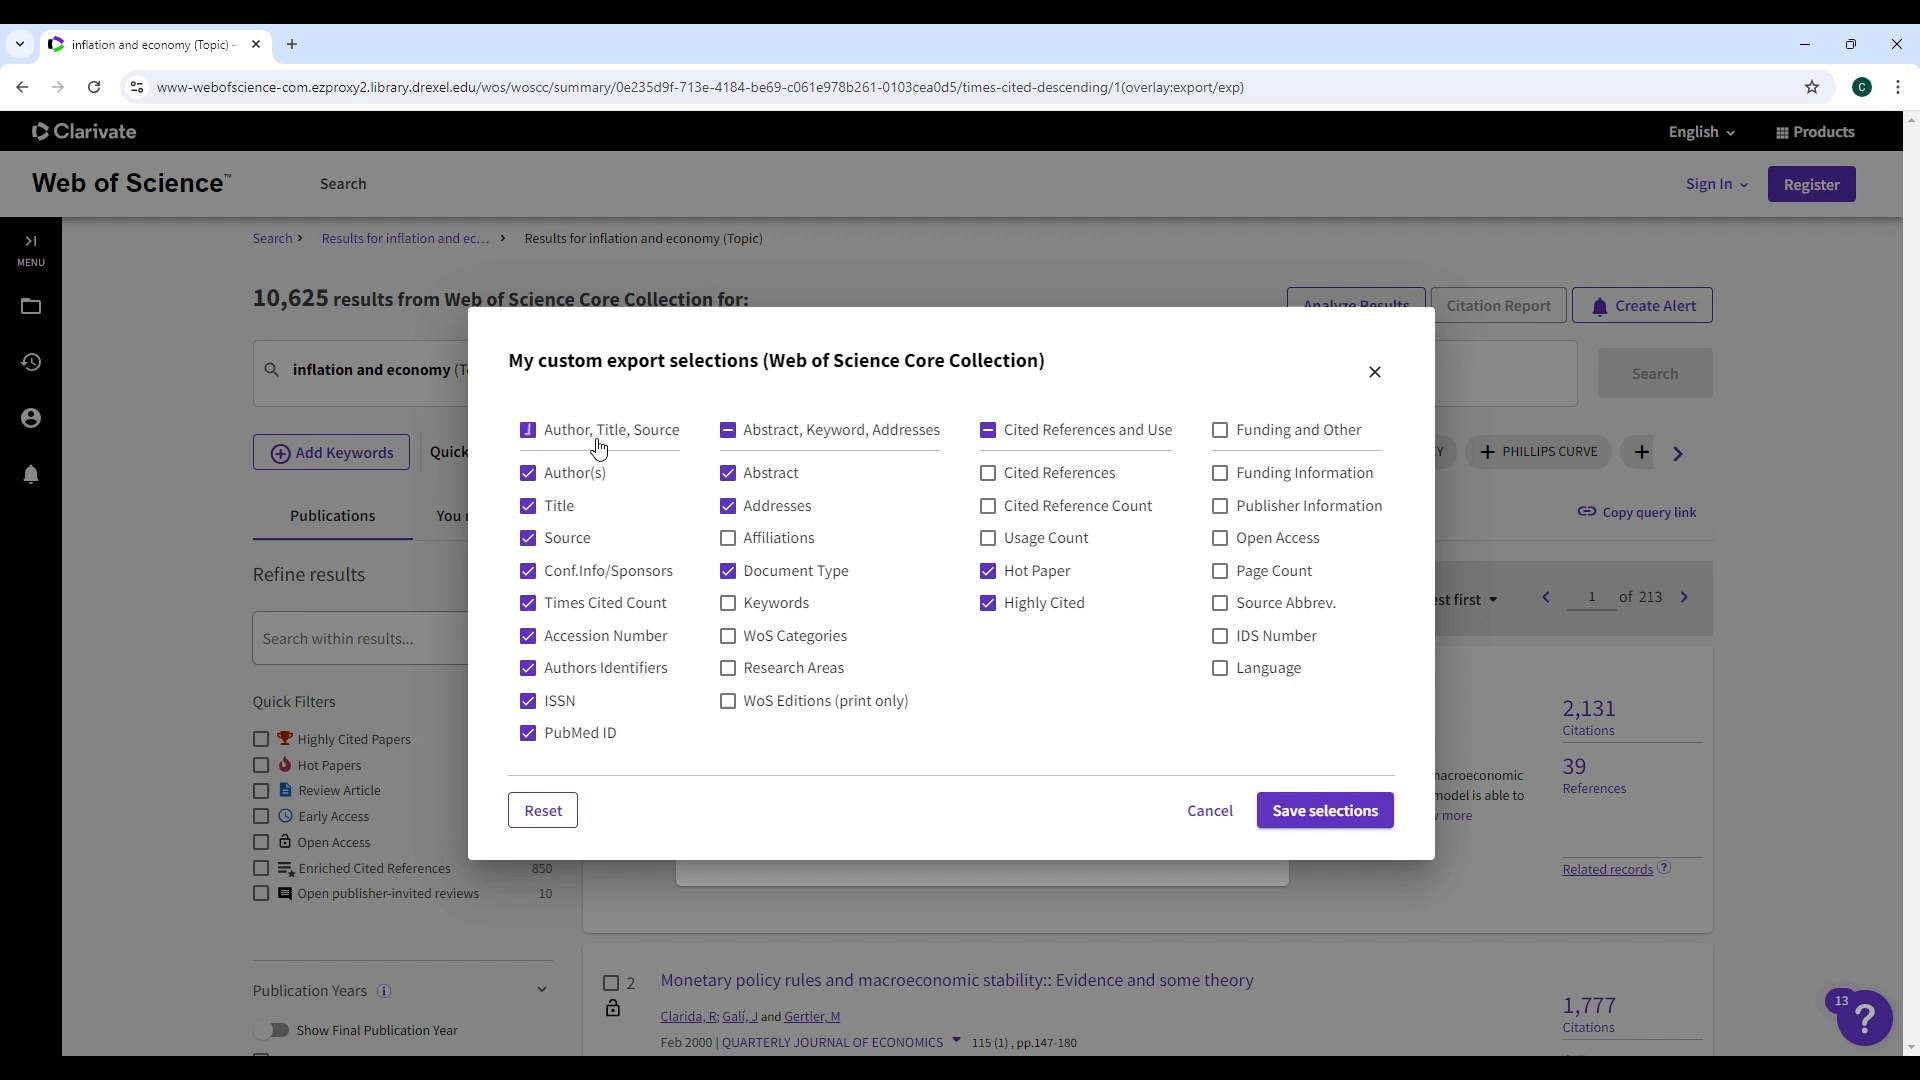 inflation and economy (Topic) –
www-webofscience-com.ezproxy2.library.drexel.edu/wos/woscc/summary/0e235d9f-713e-4184-be69-c061e978b261-0103cea0d5/times-cited-descending/1(overlay:export/exp)
C
Clarivate
English
Products
Web of Science™
Search
Sign In
Register
MENU
Search > Results for inflation and ec... > Results for inflation and economy (Topic)
10,625 results from Web of Science Core Collection for:
Analyze Results
Citation Report
Create Alert
inflation and economy
Search
Add Keywords
Quick
PHILLIPS CURVE
Publications
You
Copy query link
Refine results
Search within results...
est first
1 of 213
Quick Filters
Highly Cited Papers
Hot Papers
Review Article
Early Access
Open Access
Enriched Cited References 850
Open publisher-invited reviews 10
Publication Years
Show Final Publication Year
My custom export selections (Web of Science Core Collection)
Author, Title, Source
Author(s)
Title
Source
Conf.Info/Sponsors
Times Cited Count
Accession Number
Authors Identifiers
ISSN
PubMed ID
Abstract, Keyword, Addresses
Abstract
Addresses
Affiliations
Document Type
Keywords
WoS Categories
Research Areas
WoS Editions (print only)
Cited References and Use
Cited References
Cited Reference Count
Usage Count
Hot Paper
Highly Cited
Funding and Other
Funding Information
Publisher Information
Open Access
Page Count
Source Abbrev.
IDS Number
Language
Reset
Cancel
Save selections
2,131
Citations
macroeconomic
model is able to
more
39
References
Related records
2 Monetary policy rules and macroeconomic stability:: Evidence and some theory
Clarida, R; Galí, J and Gertler, M
Feb 2000 | QUARTERLY JOURNAL OF ECONOMICS 115 (1) , pp.147-180
1,777
Citations
13
?